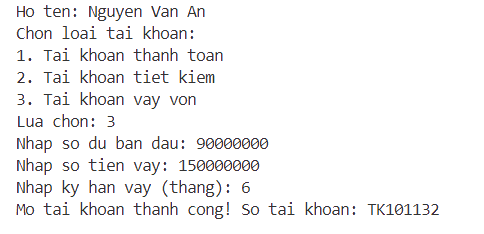 Ho ten: Nguyen Van An
Chon loai tai khoan:
1. Tai khoan thanh toan
2. Tai khoan tiet kiem
3. Tai khoan vay von
Lua chon: 3
Nhap so du ban dau: 90000000
Nhap so tien vay: 150000000
Nhap ky han vay (thang): 6
Mo tai khoan thanh cong! So tai khoan: TK101132